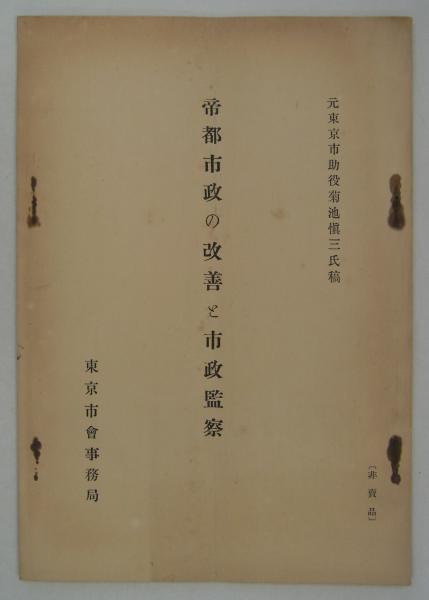 〔非賣品〕
元東京市助役菊池愼三氏稿
帝都市政の改善と市政監察
東京市會事務局